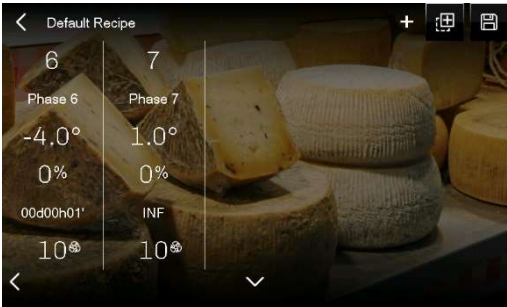 Default Recipe
6 7
Phase 6 Phase 7
-4.0° 1.0°
0% 0%
00d00h01' INF
10 10